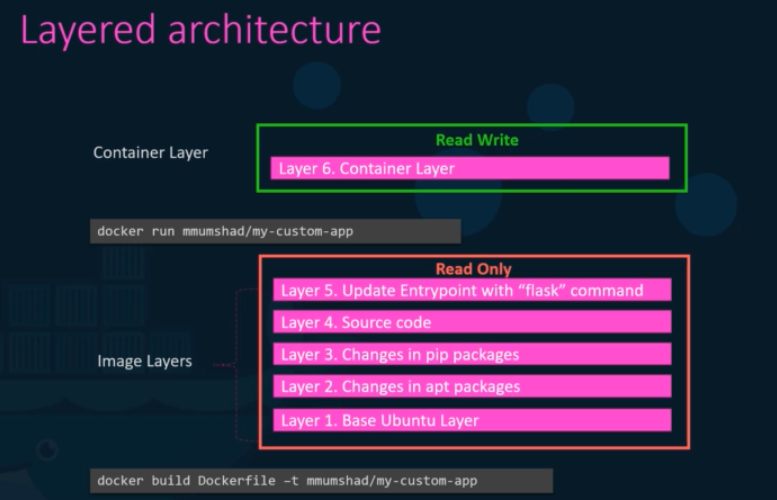 Layered architecture
Read Write
Container Layer
Layer 6. Container Layer
docker run mmumshad/my-custom-app
Read Only
Layer 5. Update Entrypoint with “flask” command
Layer 4. Source code
Layer 3. Changes in pip packages
Image Layers
Layer 2. Changes in apt packages
Layer 1. Base Ubuntu Layer
docker build Dockerfile –t mmumshad/my-custom-app